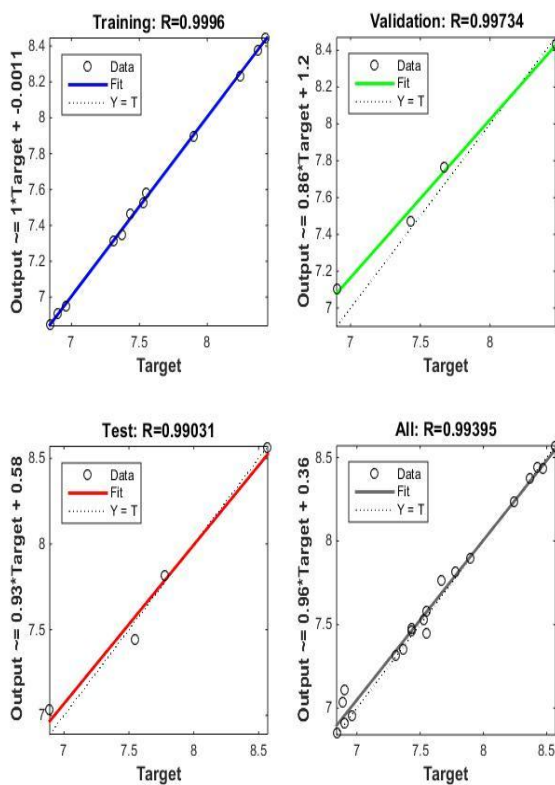 Training: R=0.9996
Output ~= 1*Target + -0.0011
8.4
8.2
8
7.8
7.6
7.4
7.2
7
Data
Fit
Y = T
7
8
Target
Validation: R=0.99734
Output ~= 0.86*Target + 1.2
8.4
8.2
8
7.8
7.6
7.4
7.2
7
Data
Fit
Y = T
7
8
Target
Test: R=0.99031
Output ~= 0.93*Target + 0.58
8.5
8
7.5
7
Data
Fit
Y = T
7
7.5
8
8.5
Target
All: R=0.99395
Output ~= 0.96*Target + 0.36
8.5
8
7.5
7
Data
Fit
Y = T
7
7.5
8
8.5
Target